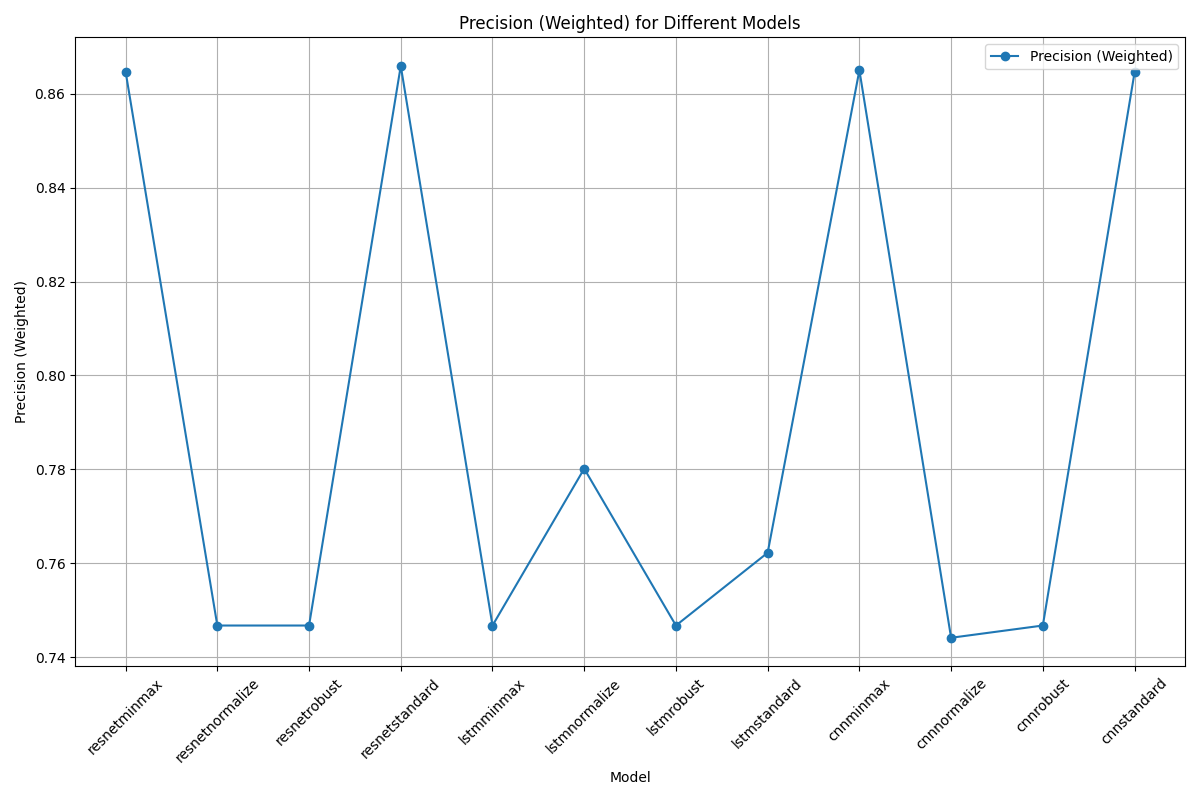 Precision (Weighted) for Different Models
Precision (Weighted)
0.86
0.84
0.82
0.80
0.78
0.76
0.74
Precision (Weighted)
resnetminmax
resnetnormalize
resnetrobust
resnetstandard
lstmminmax
lstmnormalize
lstmrobust
lstmstandard
cnnminmax
cnnnormalize
cnnrobust
cnnstandard
Model